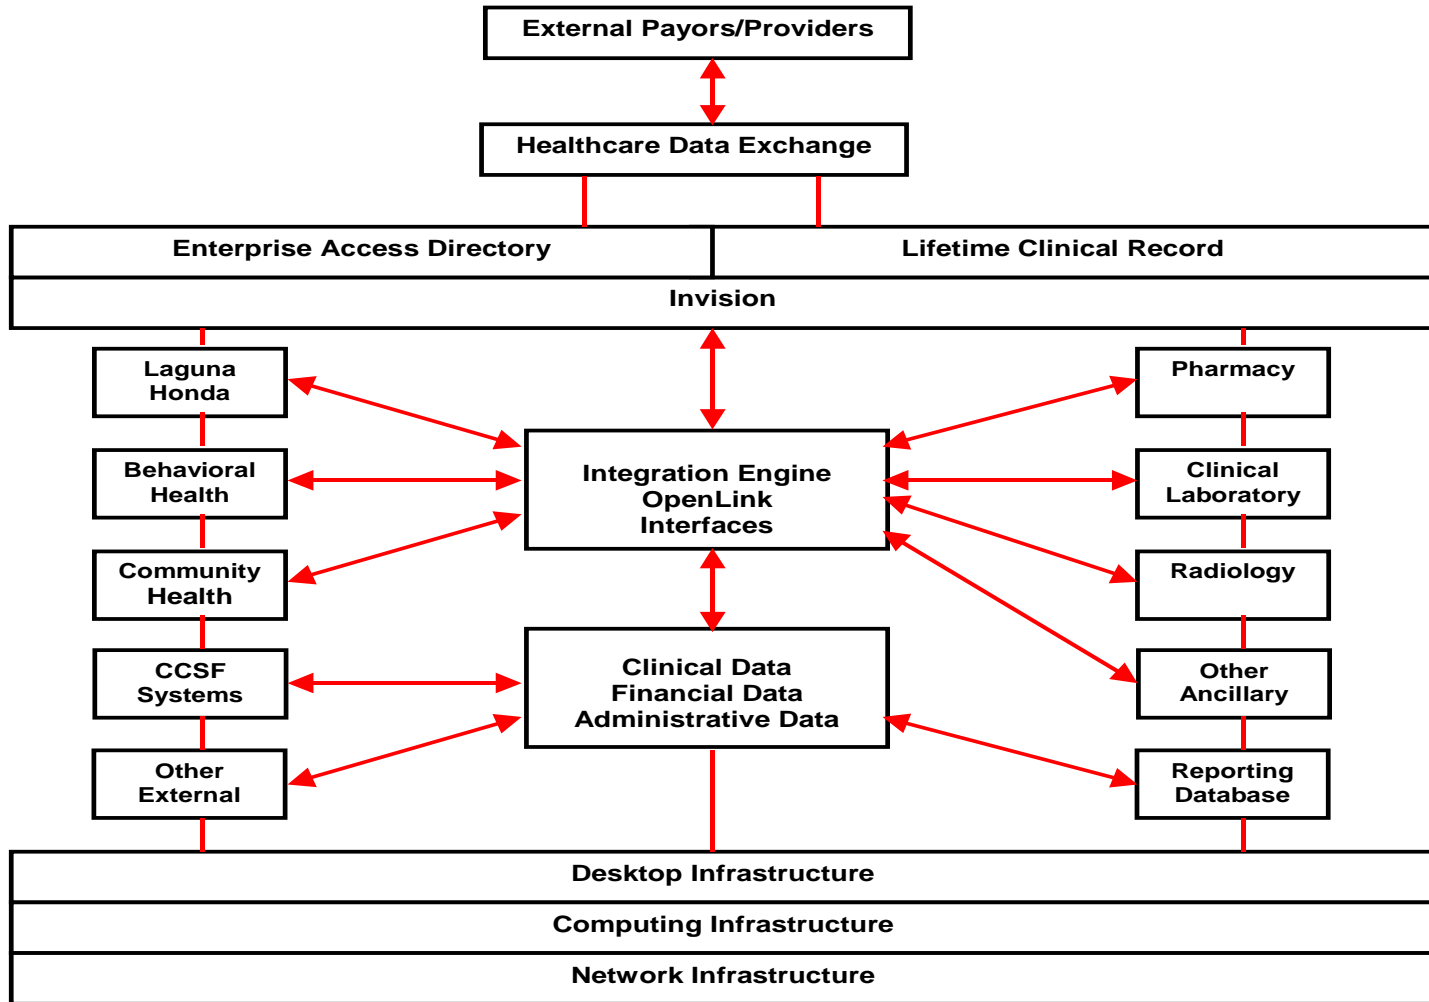 External Payors/Providers
Healthcare Data Exchange
Enterprise Access Directory
Lifetime Clinical Record
Invision
Laguna
Honda
Pharmacy
Behavioral
Health
Integration Engine
OpenLink
Interfaces
Clinical
Laboratory
Community
Health
Radiology
CCSF
Systems
Clinical Data
Financial Data
Administrative Data
Other
Ancillary
Other
External
Reporting
Database
Desktop Infrastructure
Computing Infrastructure
Network Infrastructure